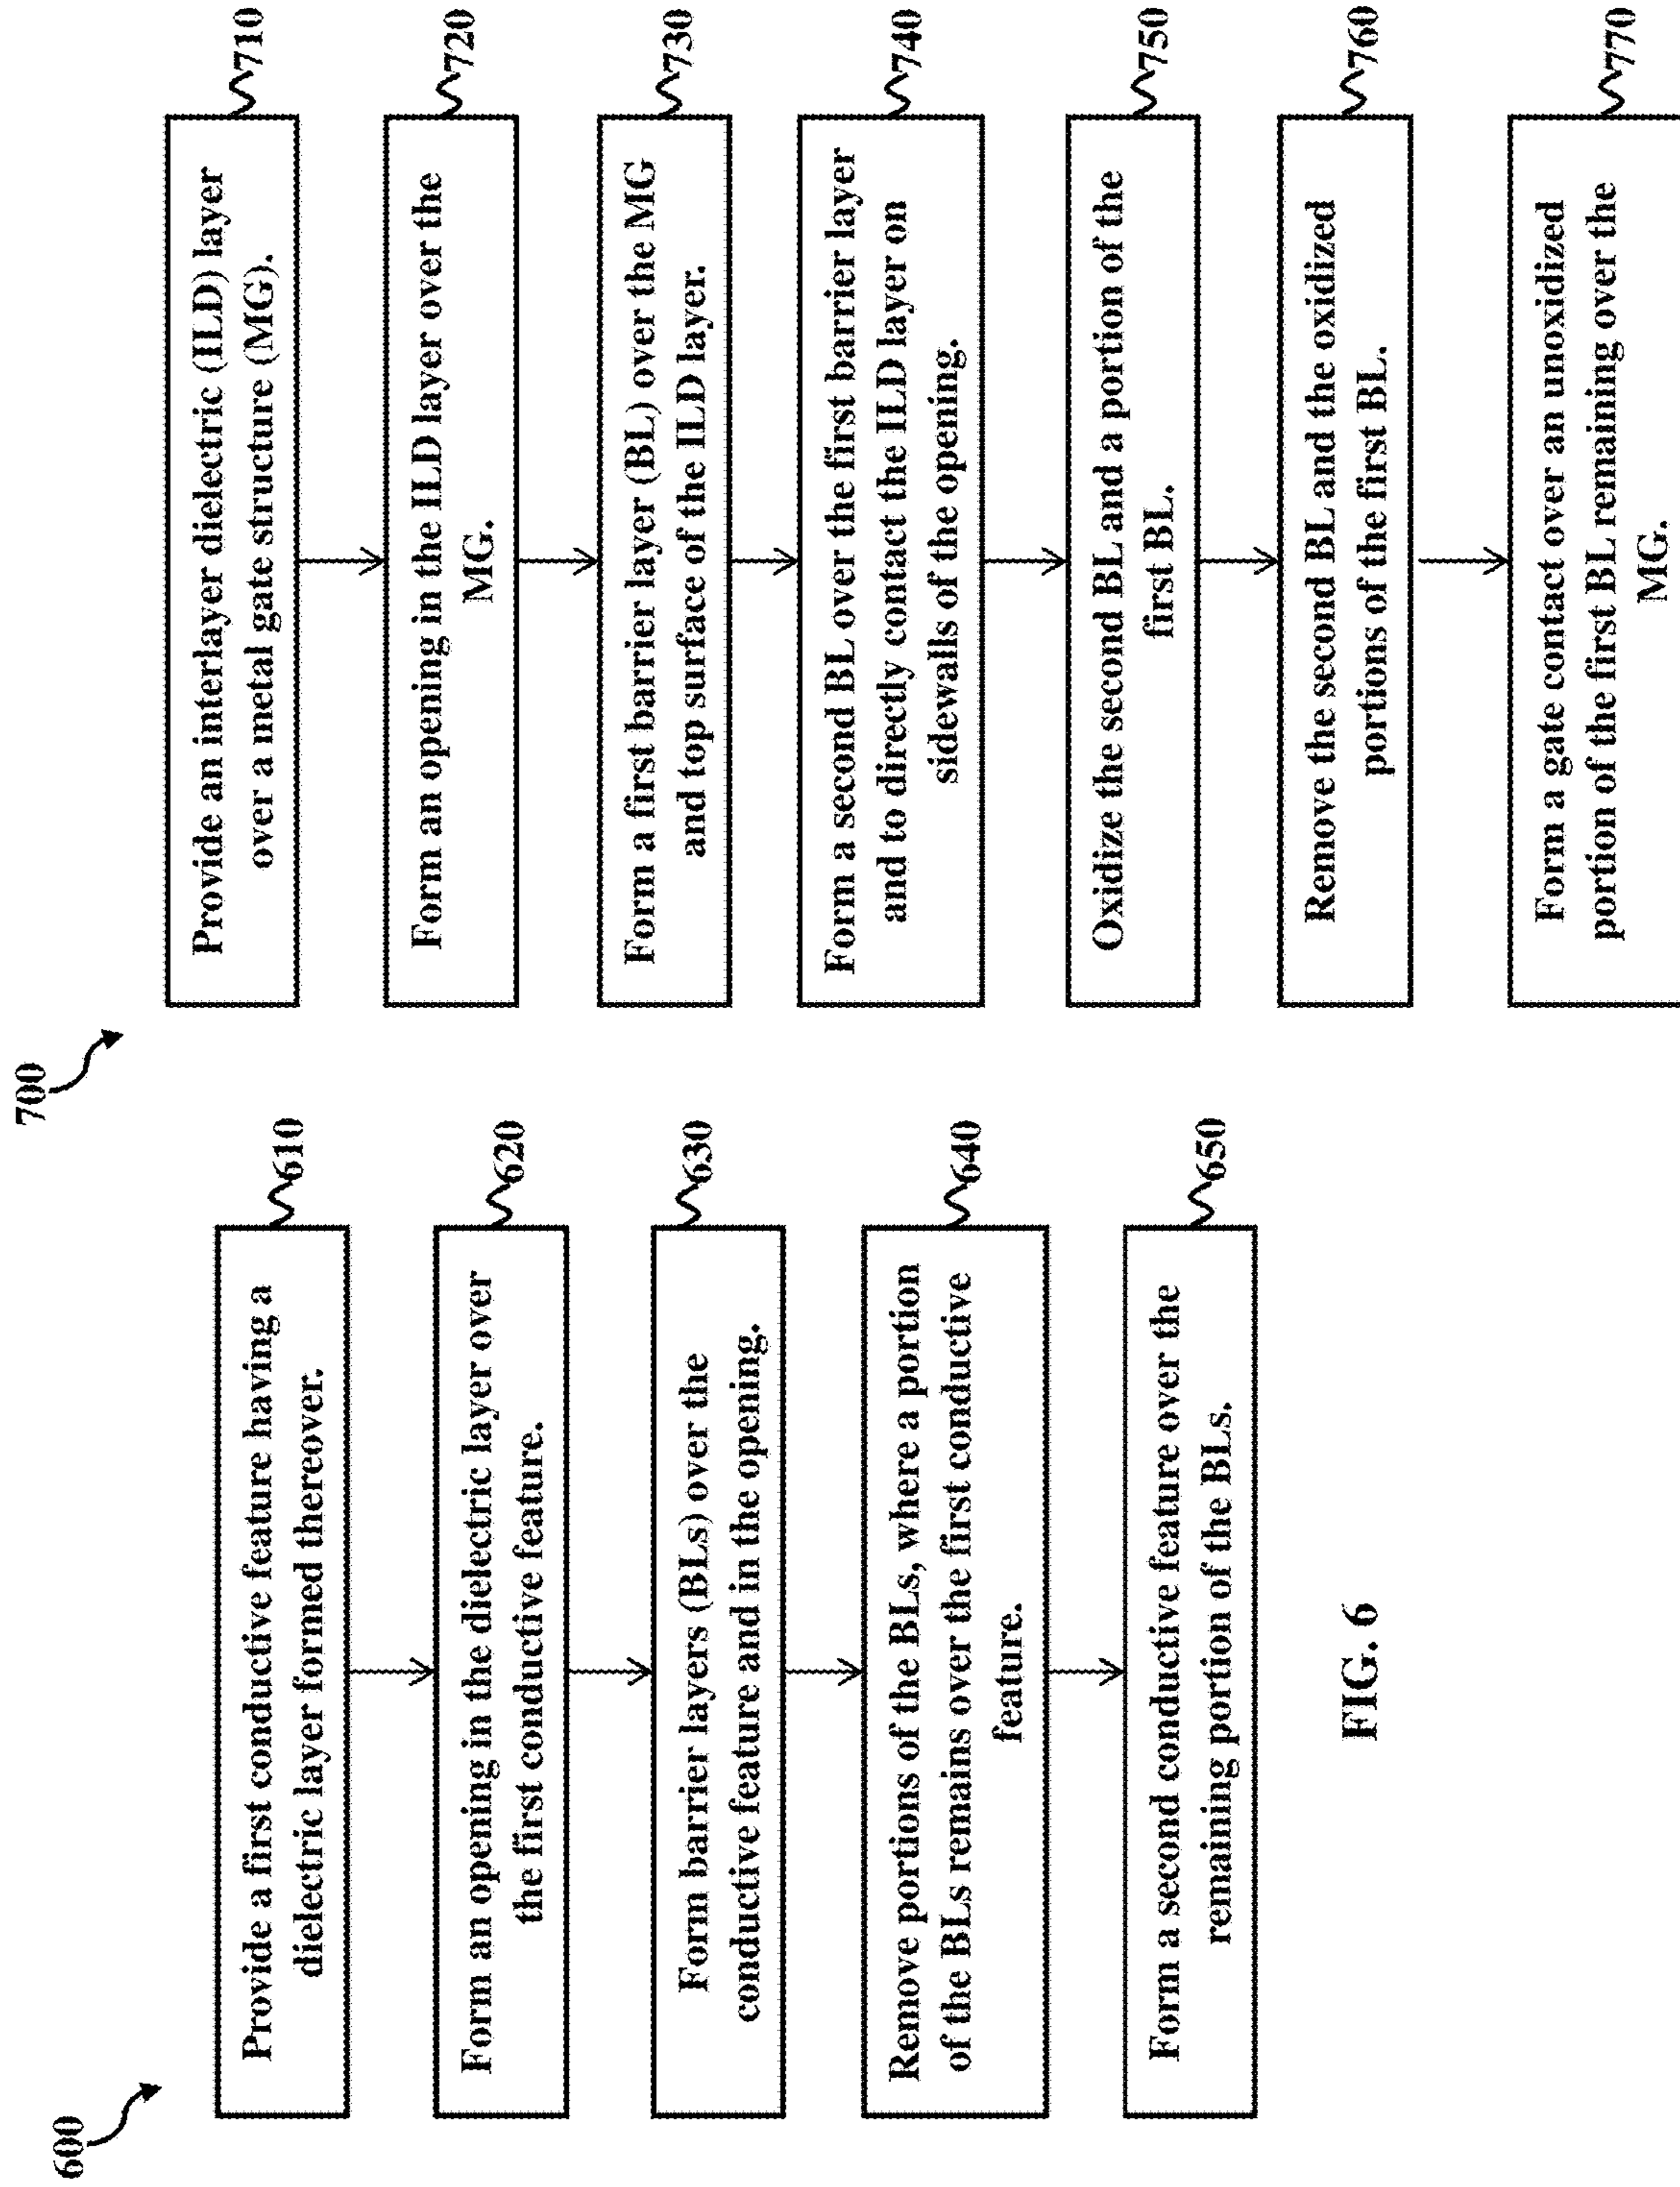 600
Provide a first conductive feature having a
dielectric layer formed thereover.
610
Form an opening in the dielectric layer over
the first conductive feature.
620
Form barrier layers (BLs) over the
conductive feature and in the opening.
630
Remove portions of the BLs, where a portion
of the BLs remains over the first conductive
feature.
640
Form a second conductive feature over the
remaining portion of the BLs.
650
FIG. 6
700
Provide an interlayer dielectric (ILD) layer
over a metal gate structure (MG).
710
Form an opening in the ILD layer over the
MG.
720
Form a first barrier layer (BL) over the MG
and top surface of the ILD layer.
730
Form a second BL over the first barrier layer
and to directly contact the ILD layer on
sidewalls of the opening.
740
Oxidize the second BL and a portion of the
first BL.
750
Remove the second BL and the oxidized
portions of the first BL.
760
Form a gate contact over an unoxidized
portion of the first BL remaining over the
MG.
770